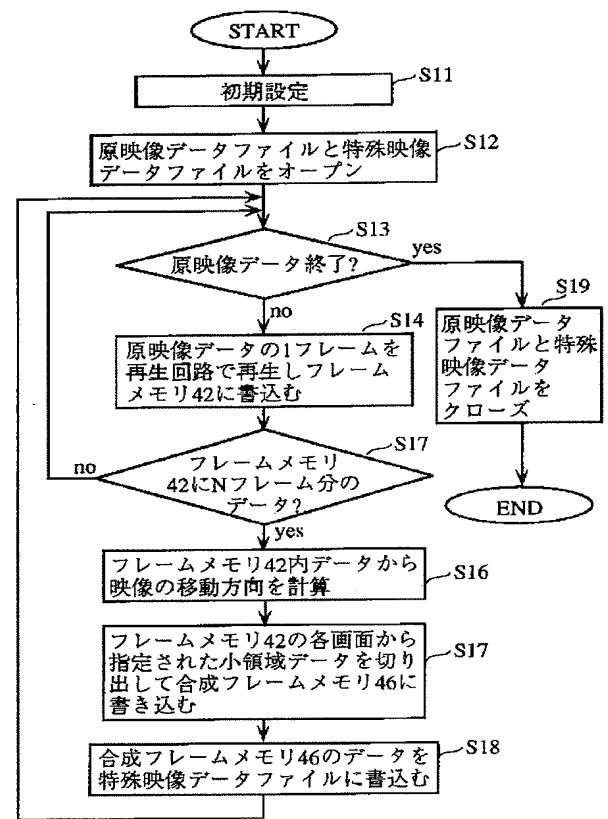 START
S11
初期設定
S12
原映像データファイルと特殊映像
データファイルをオープン
S13
原映像データ終了?
yes
no
S14
原映像データの1フレームを
再生回路で再生しフレーム
メモリ42に書込む
S17
フレームメモリ
42にNフレーム分の
データ?
no
yes
S16
フレームメモリ42内データから
映像の移動方向を計算
S17
フレームメモリ42の各画面から
指定された小領域データを切り
出して合成フレームメモリ46に
書き込む
S18
合成フレームメモリ46のデータを
特殊映像データファイルに書込む
S19
原映像データ
ファイルと特殊
映像データ
ファイルを
クローズ
END